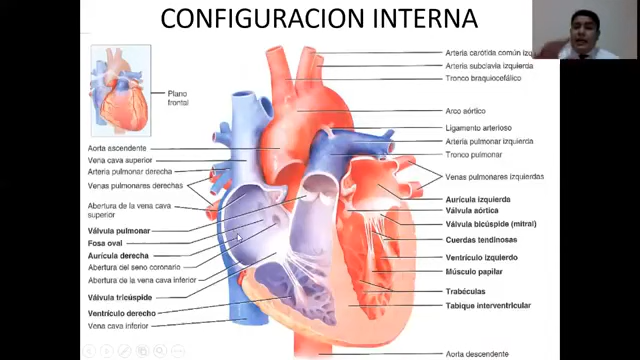 CONFIGURACION INTERNA
Plano
frontal
Aorta ascendente
Vena cava superior
Arteria pulmonar derecha
Venas pulmonares derechas
Abertura de la vena cava
superior
Válvula pulmonar
Fosa oval
Aurícula derecha
Abertura del seno coronario
Abertura de la vena cava inferior
Válvula tricúspide
Ventrículo derecho
Vena cava inferior
Arteria carótida común izq
Arteria subclavia izquierda
Tronco braquiocefálico
Arco aórtico
Ligamento arterioso
Arteria pulmonar izquierda
Tronco pulmonar
Venas pulmonares izquierdas
Aurícula izquierda
Válvula aórtica
Válvula bicúspide (mitral)
Cuerdas tendinosas
Ventrículo izquierdo
Músculo papilar
Trabéculas
Tabique interventricular
Aorta descendente